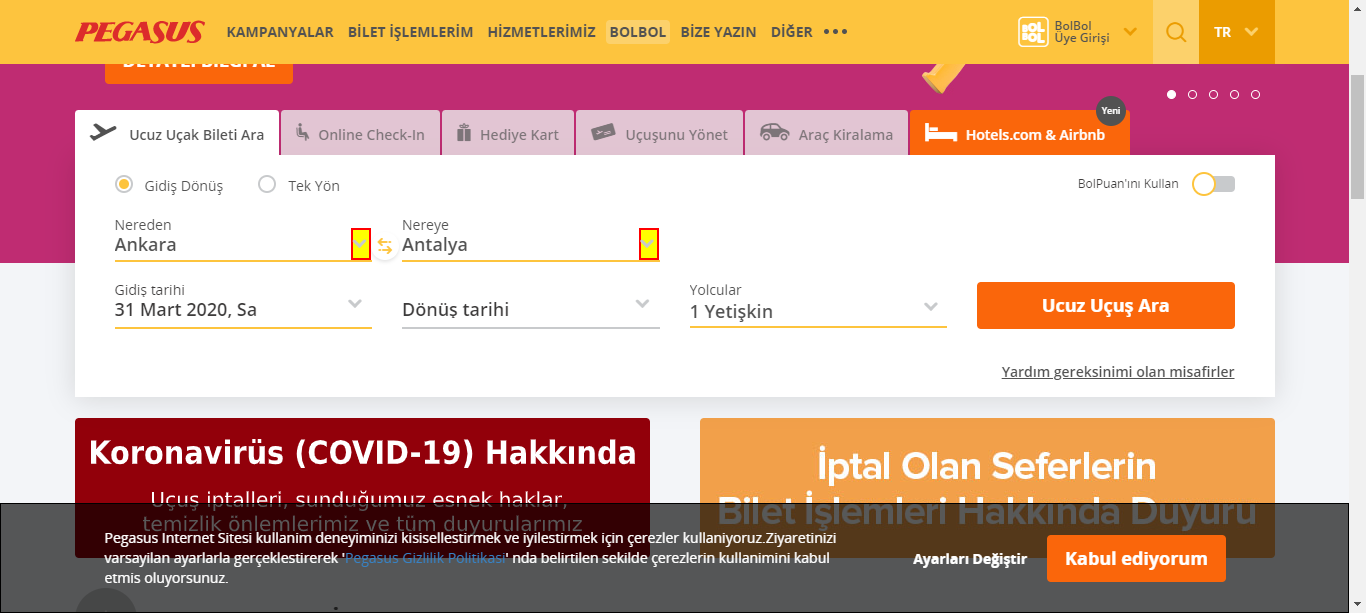 PEGASUS
KAMPANYALAR BİLET İŞLEMLERİM HİZMETLERİMİZ BOLBOL BİZE YAZIN DİĞER
BOL BOL
BolBol
Üye Girişi
TR
DETAYLI BİLGİ AL
Ucuz Uçak Bileti Ara
Online Check-In
Hediye Kart
Uçuşunu Yönet
Araç Kiralama
Hotels.com & Airbnb
Yeni
Gidiş Dönüş
Tek Yön
BolPuan'ını Kullan
Nereden
Ankara
Nereye
Antalya
Gidiş tarihi
31 Mart 2020, Sa
Dönüş tarihi
Yolcular
1 Yetişkin
Ucuz Uçuş Ara
Yardım gereksinimi olan misafirler
Koronavirüs (COVID-19) Hakkında
Uçuş iptalleri, sunduğumuz esnek haklar,
temizlik önlemlerimiz ve tüm duyurularımız
İptal Olan Seferlerin
Bilet İşlemleri Hakkında Duyuru
Pegasus Internet Sitesi kullanim deneyiminizi kisisellestirmek ve iyilestirmek için çerezler kullaniyoruz.Ziyaretinizi
varsayilan ayarlarla gerçeklestirerek 'Pegasus Gizlilik Politikasi' nda belirtilen sekilde çerezlerin kullanimini kabul
etmis oluyorsunuz.
Ayarları Değiştir
Kabul ediyorum